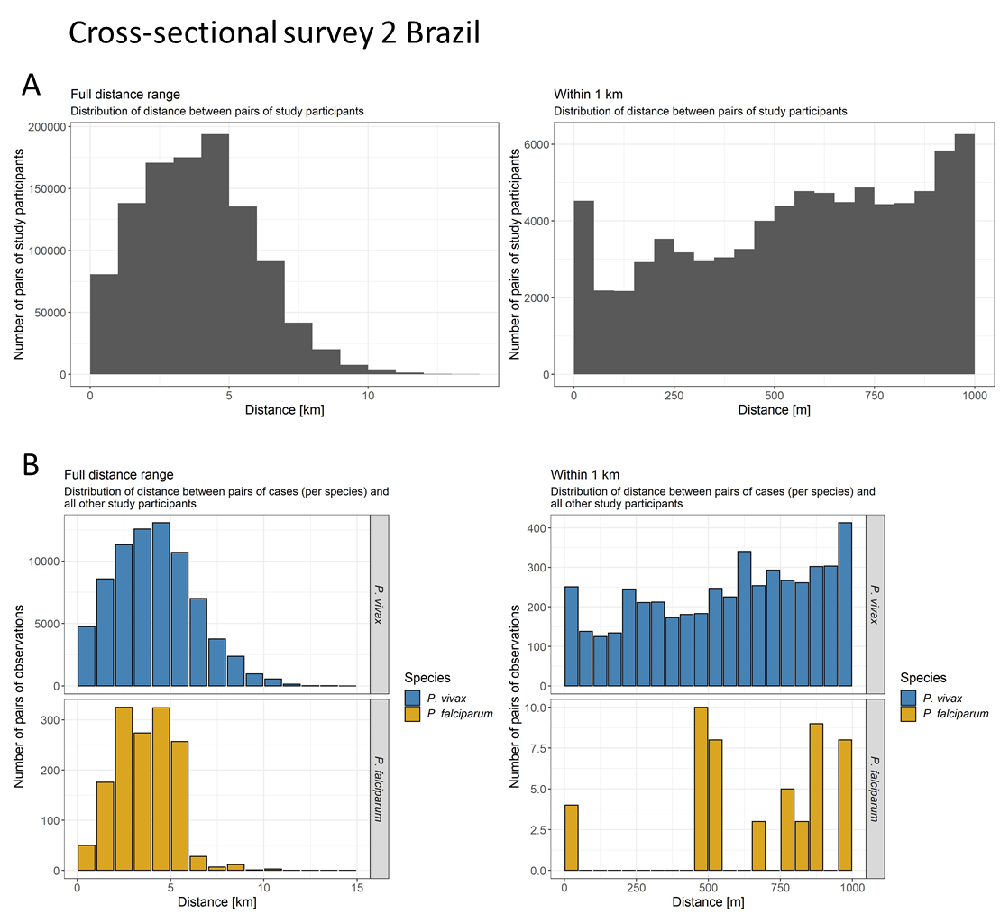 Cross-sectional survey 2 Brazil
A
Full distance range
Distribution of distance between pairs of study participants
Number of pairs of study participants
200000
150000
100000
50000
0
0 5 10
Distance [km]
Within 1 km
Distribution of distance between pairs of study participants
Number of pairs of study participants
6000
4000
2000
0
0 250 500 750 1000
Distance [m]
B
Full distance range
Distribution of distance between pairs of cases (per species) and
all other study participants
Number of pairs of observations
10000
5000
0
P. vivax
300
200
100
0
P. falciparum
0 5 10 15
Distance [km]
Species
P. vivax
P. falciparum
Within 1 km
Distribution of distance between pairs of cases (per species) and
all other study participants
Number of pairs of observations
400
300
200
100
0
P. vivax
10.0
7.5
5.0
2.5
0.0
P. falciparum
0 250 500 750 1000
Distance [m]
Species
P. vivax
P. falciparum